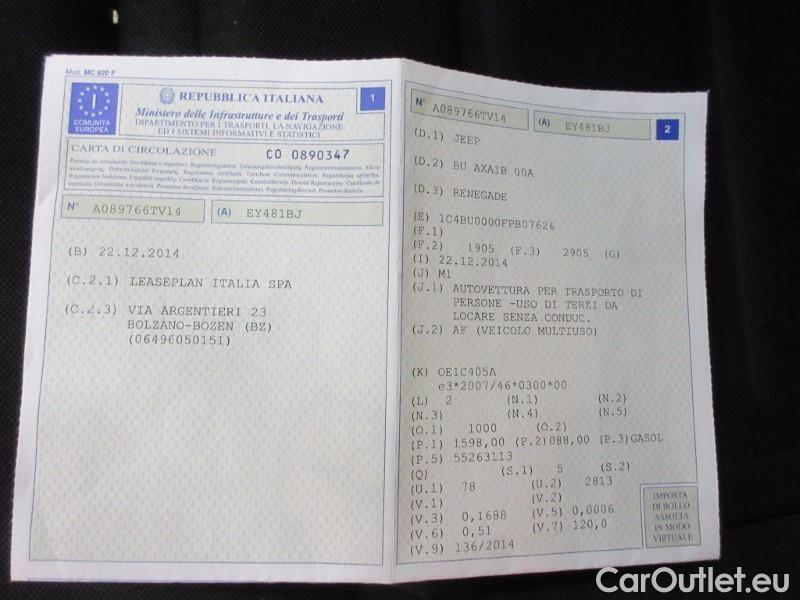 Mod. MC 820 F
I
COMUNITÀ
EUROPEA
REPUBBLICA ITALIANA
1
Ministero delle Infrastrutture e dei Trasporti
DIPARTIMENTO PER I TRASPORTI, LA NAVIGAZIONE
ED I SISTEMI INFORMATIVI E STATISTICI
CARTA DI CIRCOLAZIONE CO 0890347
N° A089766TV14 (A) EY481BJ
(B) 22.12.2014
(C.2.1) LEASEPLAN ITALIA SPA
(C.2.3) VIA ARGENTIERI 23
BOLZANO-BOZEN (BZ)
(06496050151)
N° A089766TV14 (A) EY481BJ 2
(D.1) JEEP
(D.2) BU AXA1B 00A
(D.3) RENEGADE
(E) 1C4BU0000FPB07626
(F.1)
(F.2) 1905 (F.3) 2905 (G)
(I) 22.12.2014
(J) M1
(J.1) AUTOVETTURA PER TRASPORTO DI
PERSONE -USO DI TERZI DA
LOCARE SENZA CONDUC.
(J.2) AF (VEICOLO MULTIUSO)
(K) OE1C405A
e3*2007/46*0300*00
(L) 2 (N.1) (N.2)
(N.3) (N.4) (N.5)
(O.1) 1000 (O.2)
(P.1) 1598,00 (P.2)088,00 (P.3)GASOL
(P.5) 55263113
(Q) (S.1) 5 (S.2)
(U.1) 78 (U.2) 2813
(V.1) (V.2)
(V.3) 0,1688 (V.5) 0,0006
(V.6) 0,51 (V.7) 120,0
(V.9) 136/2014
IMPOSTA
DI BOLLO
ASSOLTA
IN MODO
VIRTUALE
CarOutlet.eu